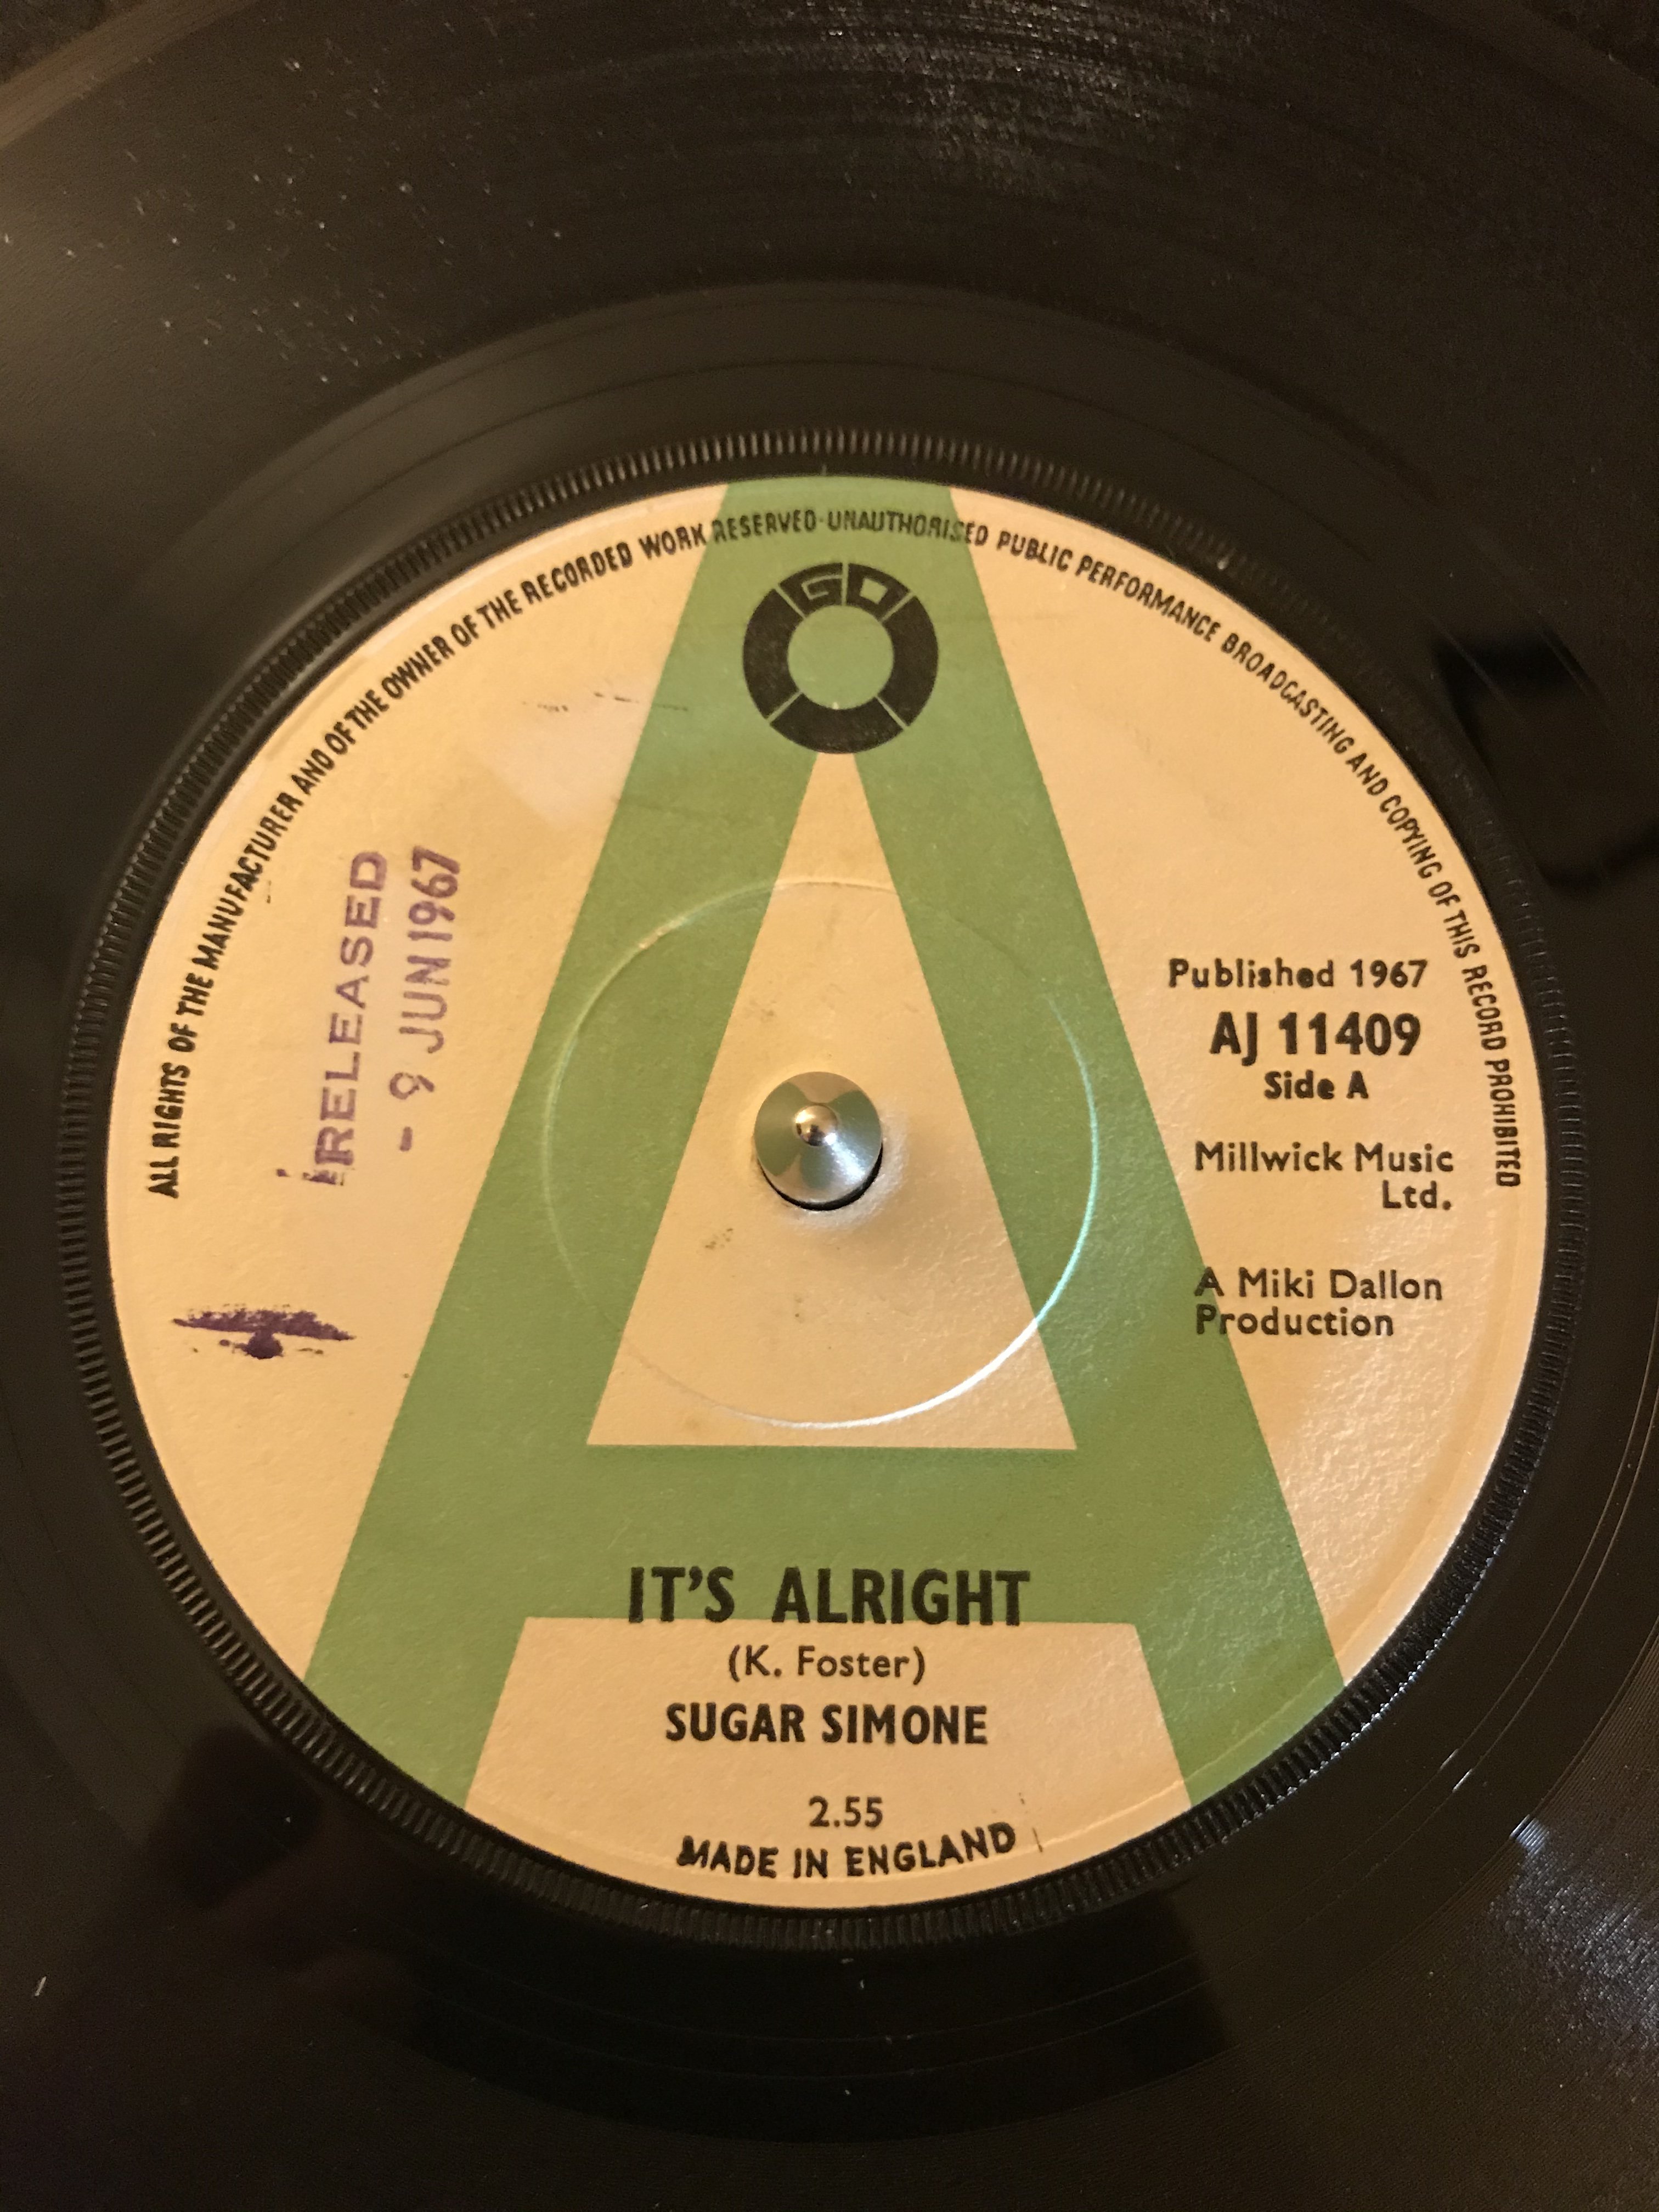 ALL RIGHTS OF THE MANUFACTURER AND OF THE OWNER OF THE RECORDED WORK RESERVED·UNAUTHORISED PUBLIC PERFORMANCE BROADCASTING AND COPYING OF THIS RECORD PROHIBITED
GO
RELEASED
- 9 JUN 1967
Published 1967
AJ 11409
Side A
Millwick Music
Ltd.
A Miki Dallon
Production
A
IT'S ALRIGHT
(K. Foster)
SUGAR SIMONE
2.55
MADE IN ENGLAND